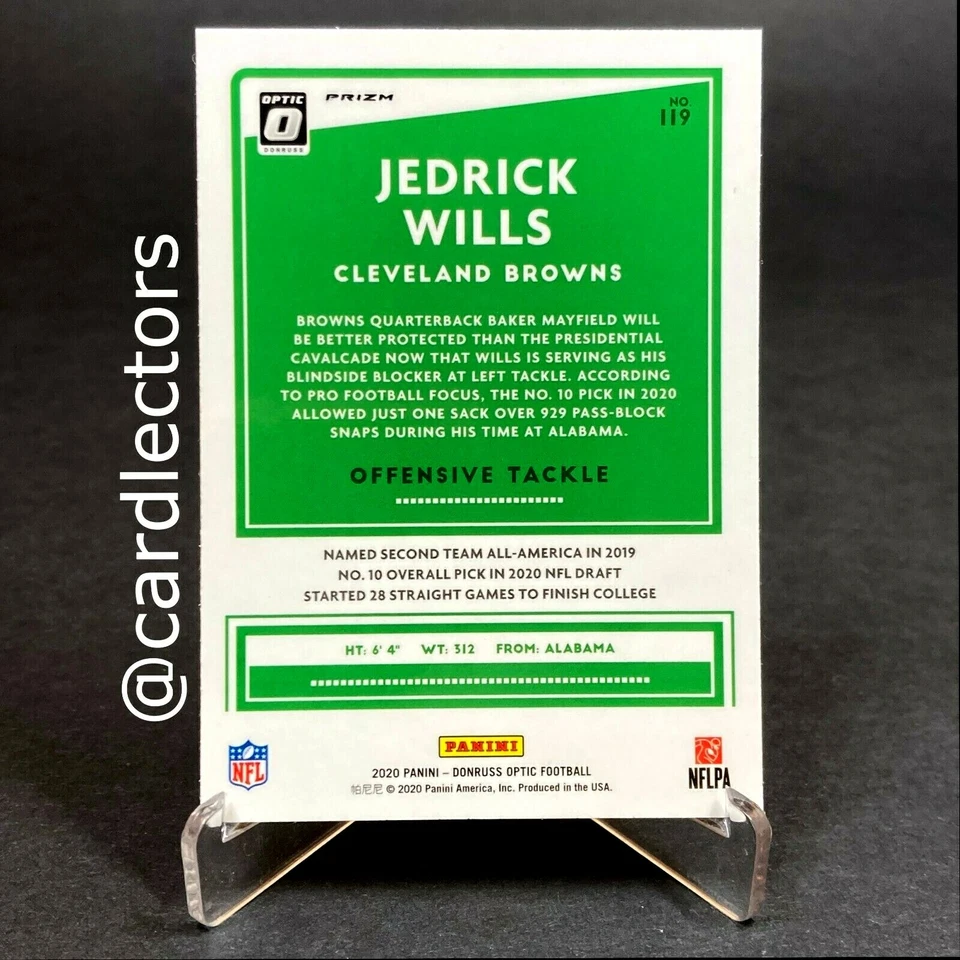 OPTIC
O
DONRUSS
PRIZM
NO.
119
JEDRICK
WILLS
CLEVELAND BROWNS
BROWNS QUARTERBACK BAKER MAYFIELD WILL
BE BETTER PROTECTED THAN THE PRESIDENTIAL
CAVALCADE NOW THAT WILLS IS SERVING AS HIS
BLINDSIDE BLOCKER AT LEFT TACKLE. ACCORDING
TO PRO FOOTBALL FOCUS, THE NO. 10 PICK IN 2020
ALLOWED JUST ONE SACK OVER 929 PASS-BLOCK
SNAPS DURING HIS TIME AT ALABAMA.
OFFENSIVE TACKLE
NAMED SECOND TEAM ALL-AMERICA IN 2019
NO. 10 OVERALL PICK IN 2020 NFL DRAFT
STARTED 28 STRAIGHT GAMES TO FINISH COLLEGE
HT: 6' 4" WT: 312 FROM: ALABAMA
NFL
PANINI
NFLPA
2020 PANINI – DONRUSS OPTIC FOOTBALL
帕尼尼 © 2020 Panini America, Inc. Produced in the USA.
@cardlectors